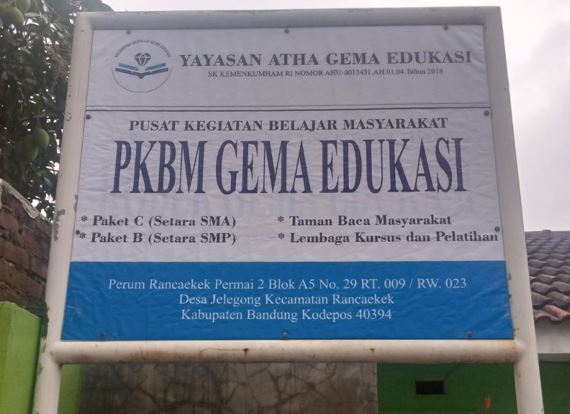 YAYASAN ATHA GEMA EDUKASI
SK KEMENKUMHAM RI NOMOR AHU-0013431.AH.01.04.Tahun 2018
PUSAT KEGIATAN BELAJAR MASYARAKAT
PKBM GEMA EDUKASI
* Paket C (Setara SMA)
* Taman Baca Masyarakat
* Paket B (Setara SMP)
* Lembaga Kursus dan Pelatihan
Perum Rancaekek Permai 2 Blok A5 No. 29 RT. 009 / RW. 023
Desa Jelegong Kecamatan Rancaekek
Kabupaten Bandung Kodepos 40394